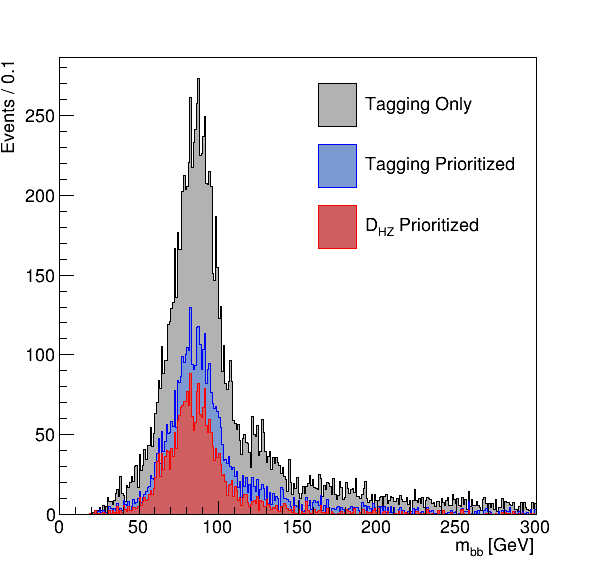 Events / 0.1
250
200
150
100
50
0
Tagging Only
Tagging Prioritized
D_HZ Prioritized
0 50 100 150 200 250 300
m_bb [GeV]